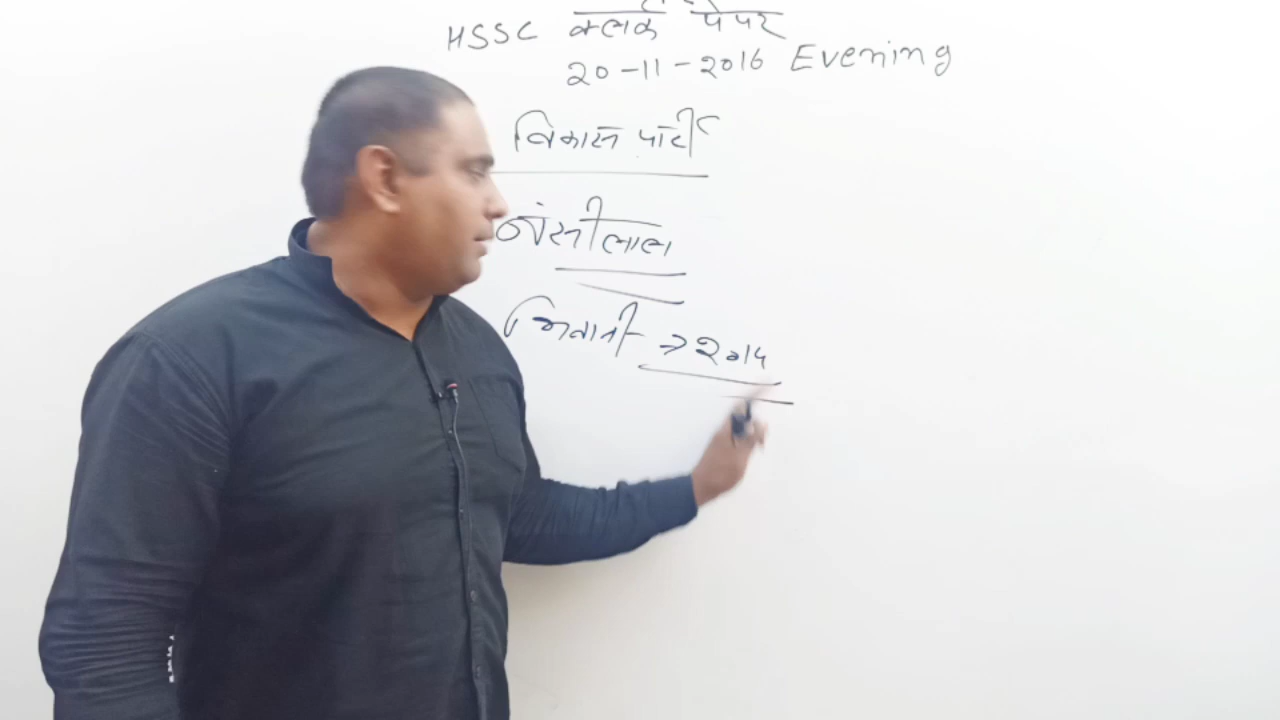 HSSC क्लर्क पेपर
20-11-2016 Evening
विकास पार्टी
बंसीलाल
भिवानी → 2014